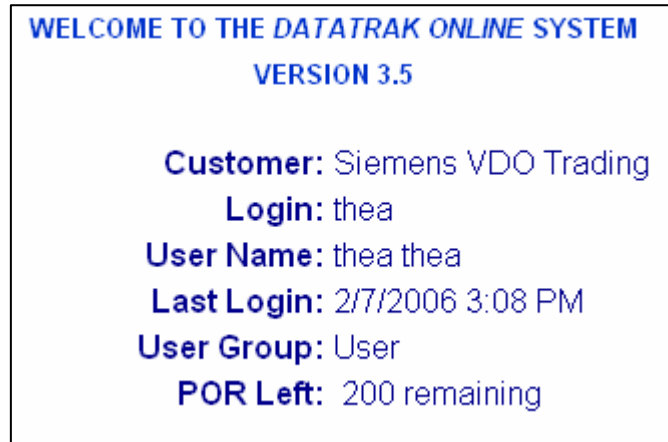 WELCOME TO THE DATATRAK ONLINE SYSTEM
VERSION 3.5
Customer: Siemens VDO Trading
Login: thea
User Name: thea thea
Last Login: 2/7/2006 3:08 PM
User Group: User
POR Left: 200 remaining